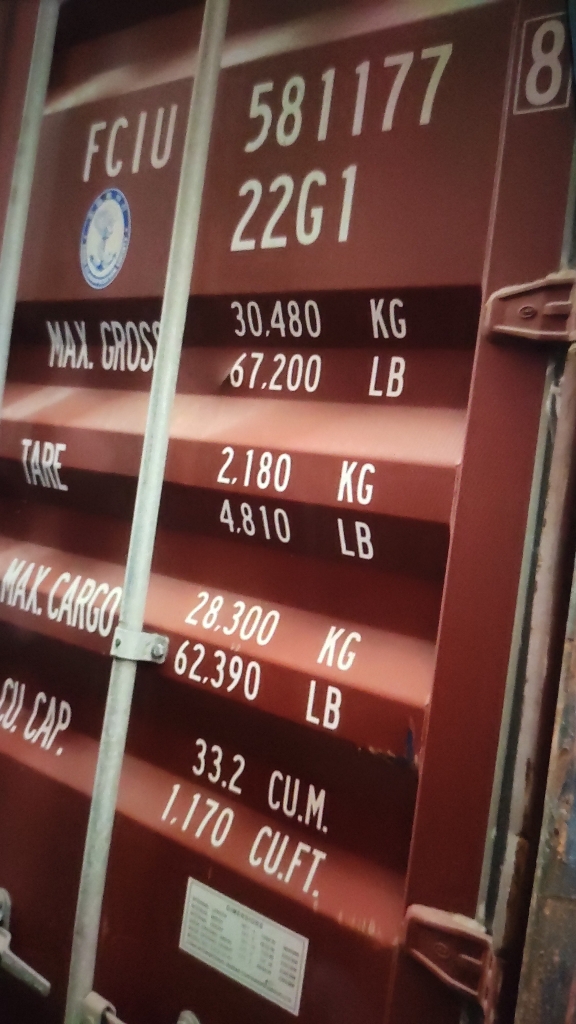 FCIU 581177 8
22G1
MAX. GROSS 30,480 KG
67,200 LB
TARE 2,180 KG
4,810 LB
MAX. CARGO 28,300 KG
62,390 LB
CU. CAP. 33.2 CU.M.
1,170 CU.FT.